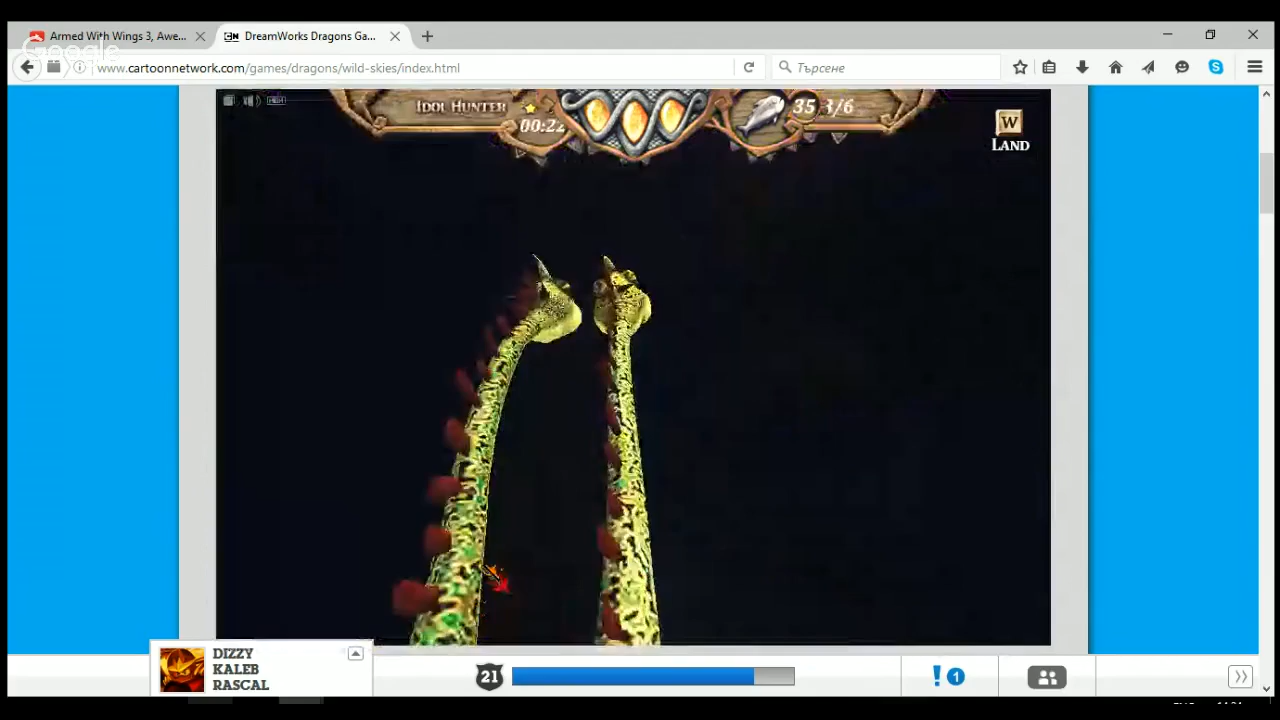 Armed With Wings 3, Awe...
DreamWorks Dragons Ga...
Google
www.cartoonnetwork.com/games/dragons/wild-skies/index.html
Търсене
IDOL HUNTER
00:22
35
3/6
W
LAND
DIZZY
KALEB
RASCAL
21
1